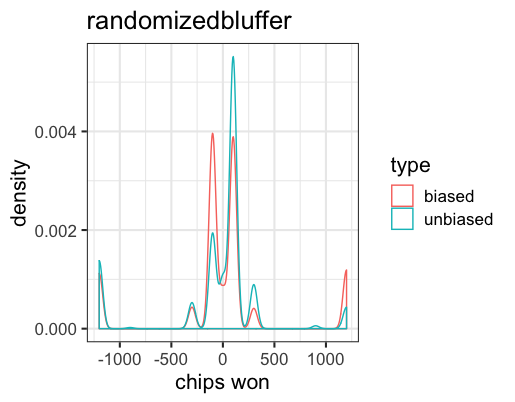 randomizedbluffer
density
0.004
0.002
0.000
-1000
-500
0
500
1000
chips won
type
biased
unbiased